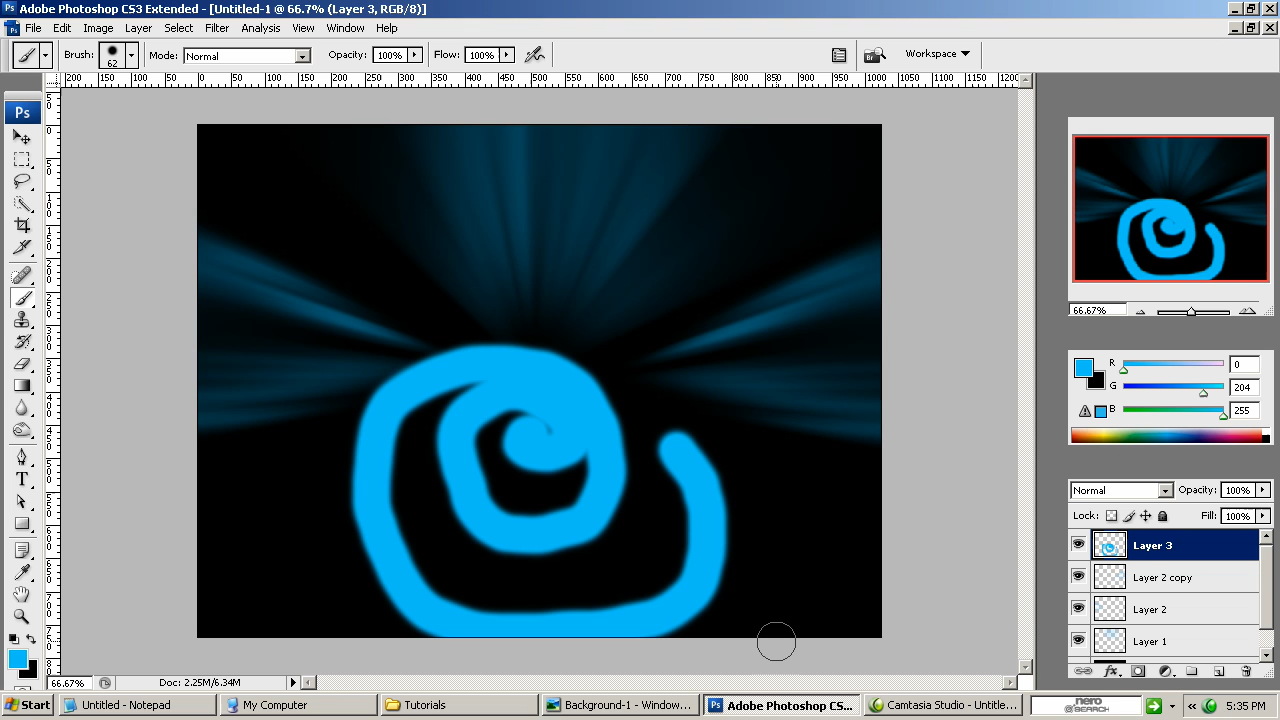 Adobe Photoshop CS3 Extended - [Untitled-1 @ 66.7% (Layer 3, RGB/8)]
File Edit Image Layer Select Filter Analysis View Window Help
Brush: 62 Mode: Normal Opacity: 100% Flow: 100% Workspace
200 150 100 50 0 50 100 150 200 250 300 350 400 450 500 550 600 650 700 750 800 850 900 950 1000 1050 1100 1150 1200
Ps
66.67%
R 0
G 204
B 255
Normal Opacity: 100%
Lock: Fill: 100%
Layer 3
Layer 2 copy
Layer 2
Layer 1
66.67% Doc: 2.25M/6.34M
Start Untitled - Notepad My Computer Tutorials Background-1 - Window... Adobe Photoshop CS... Camtasia Studio - Untitle... nero SEARCH 5:35 PM